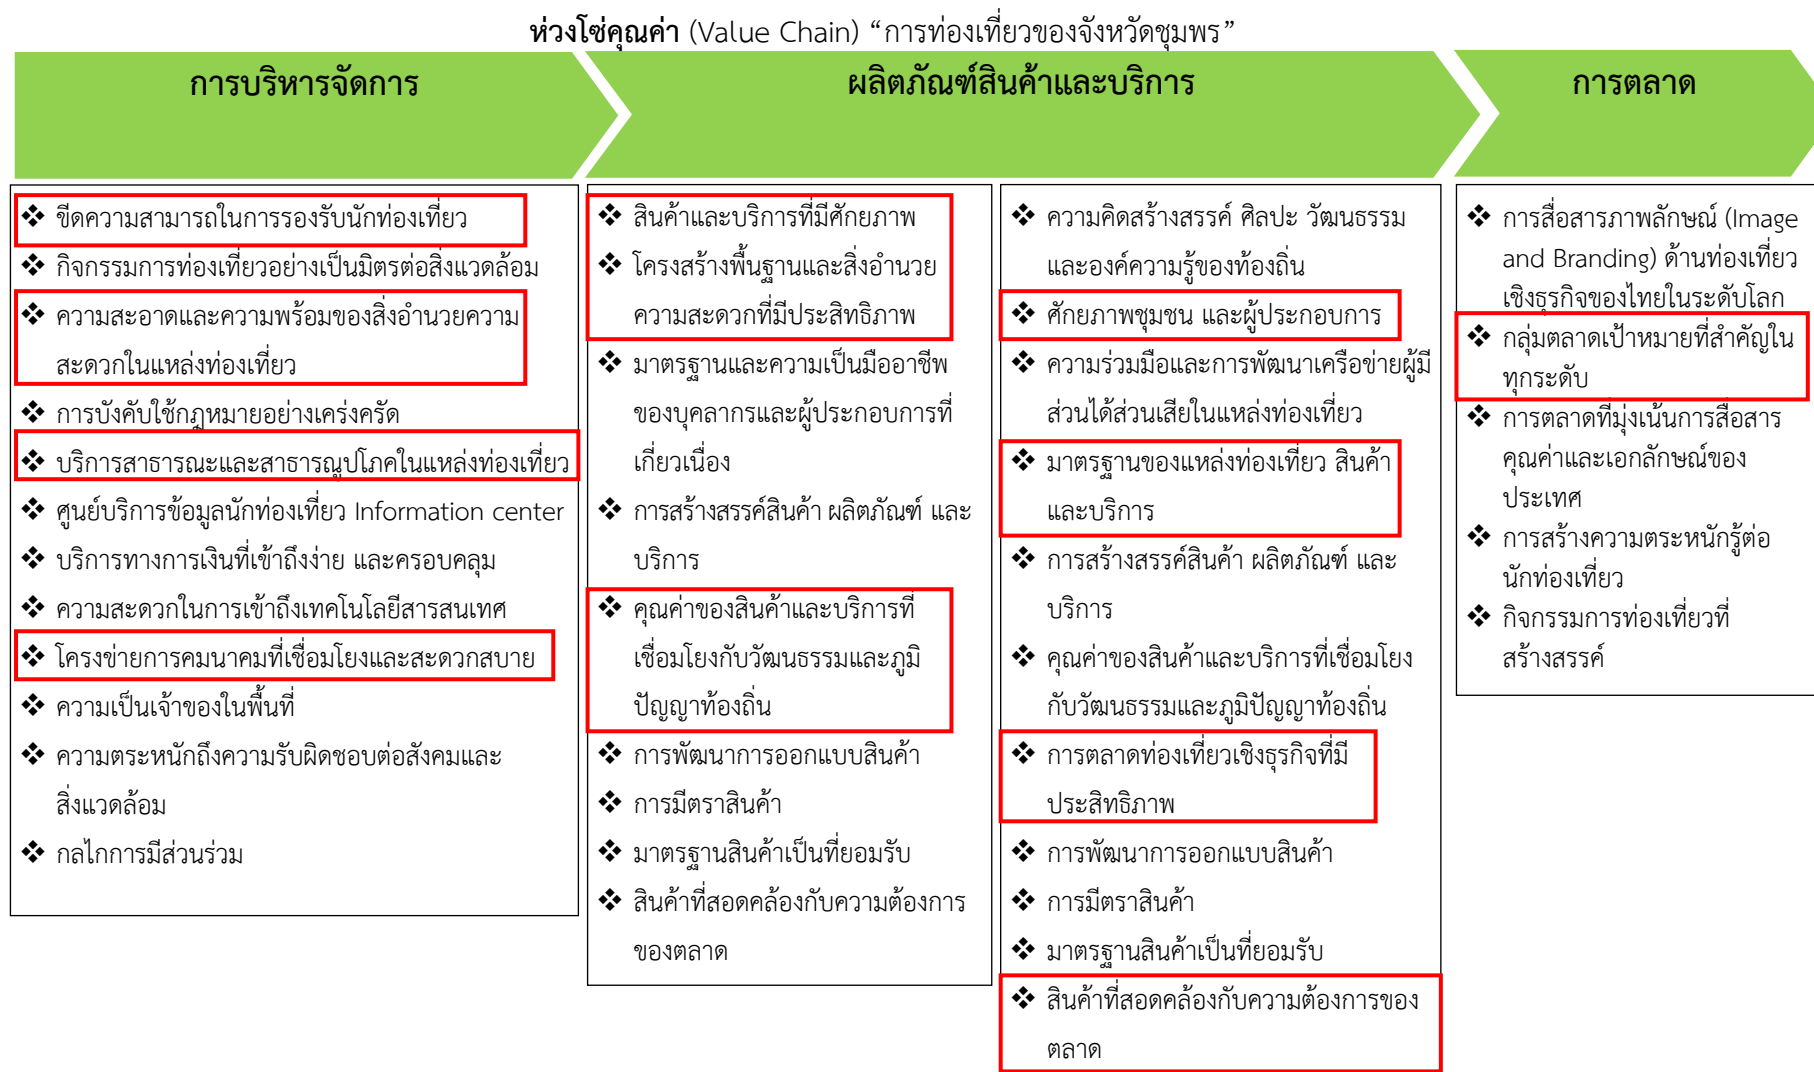 ห่วงโซ่คุณค่า (Value Chain) “การท่องเที่ยวของจังหวัดชุมพร”
การบริหารจัดการ
ผลิตภัณฑ์สินค้าและบริการ
การตลาด
❖ ขีดความสามารถในการรองรับนักท่องเที่ยว
❖ กิจกรรมการท่องเที่ยวอย่างเป็นมิตรต่อสิ่งแวดล้อม
❖ ความสะอาดและความพร้อมของสิ่งอำนวยความ
สะดวกในแหล่งท่องเที่ยว
❖ การบังคับใช้กฎหมายอย่างเคร่งครัด
❖ บริการสาธารณะและสาธารณูปโภคในแหล่งท่องเที่ยว
❖ ศูนย์บริการข้อมูลนักท่องเที่ยว Information center
❖ บริการทางการเงินที่เข้าถึงง่าย และครอบคลุม
❖ ความสะดวกในการเข้าถึงเทคโนโลยีสารสนเทศ
❖ โครงข่ายการคมนาคมที่เชื่อมโยงและสะดวกสบาย
❖ ความเป็นเจ้าของในพื้นที่
❖ ความตระหนักถึงความรับผิดชอบต่อสังคมและ
สิ่งแวดล้อม
❖ กลไกการมีส่วนร่วม
❖ สินค้าและบริการที่มีศักยภาพ
❖ โครงสร้างพื้นฐานและสิ่งอำนวย
ความสะดวกที่มีประสิทธิภาพ
❖ มาตรฐานและความเป็นมืออาชีพ
ของบุคลากรและผู้ประกอบการที่
เกี่ยวเนื่อง
❖ การสร้างสรรค์สินค้า ผลิตภัณฑ์ และ
บริการ
❖ คุณค่าของสินค้าและบริการที่
เชื่อมโยงกับวัฒนธรรมและภูมิ
ปัญญาท้องถิ่น
❖ การพัฒนาการออกแบบสินค้า
❖ การมีตราสินค้า
❖ มาตรฐานสินค้าเป็นที่ยอมรับ
❖ สินค้าที่สอดคล้องกับความต้องการ
ของตลาด
❖ ความคิดสร้างสรรค์ ศิลปะ วัฒนธรรม
และองค์ความรู้ของท้องถิ่น
❖ ศักยภาพชุมชน และผู้ประกอบการ
❖ ความร่วมมือและการพัฒนาเครือข่ายผู้มี
ส่วนได้ส่วนเสียในแหล่งท่องเที่ยว
❖ มาตรฐานของแหล่งท่องเที่ยว สินค้า
และบริการ
❖ การสร้างสรรค์สินค้า ผลิตภัณฑ์ และ
บริการ
❖ คุณค่าของสินค้าและบริการที่เชื่อมโยง
กับวัฒนธรรมและภูมิปัญญาท้องถิ่น
❖ การตลาดท่องเที่ยวเชิงธุรกิจที่มี
ประสิทธิภาพ
❖ การพัฒนาการออกแบบสินค้า
❖ การมีตราสินค้า
❖ มาตรฐานสินค้าเป็นที่ยอมรับ
❖ สินค้าที่สอดคล้องกับความต้องการของ
ตลาด
❖ การสื่อสารภาพลักษณ์ (Image
and Branding) ด้านท่องเที่ยว
เชิงธุรกิจของไทยในระดับโลก
❖ กลุ่มตลาดเป้าหมายที่สำคัญใน
ทุกระดับ
❖ การตลาดที่มุ่งเน้นการสื่อสาร
คุณค่าและเอกลักษณ์ของ
ประเทศ
❖ การสร้างความตระหนักรู้ต่อ
นักท่องเที่ยว
❖ กิจกรรมการท่องเที่ยวที่
สร้างสรรค์